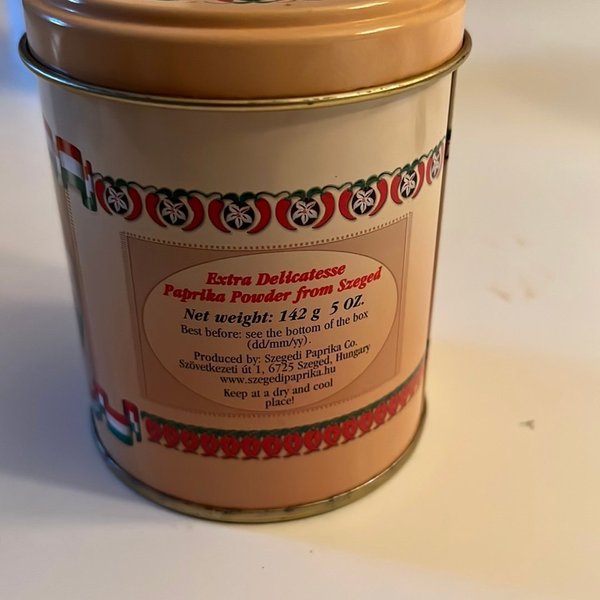 Extra Delicatesse
Paprika Powder from Szeged
Net weight: 142 g 5 OZ.
Best before: see the bottom of the box
(dd/mm/yy).
Produced by: Szegedi Paprika Co.
Szövetkezeti út 1, 6725 Szeged, Hungary
www.szegedipaprika.hu
Keep at a dry and cool
place!